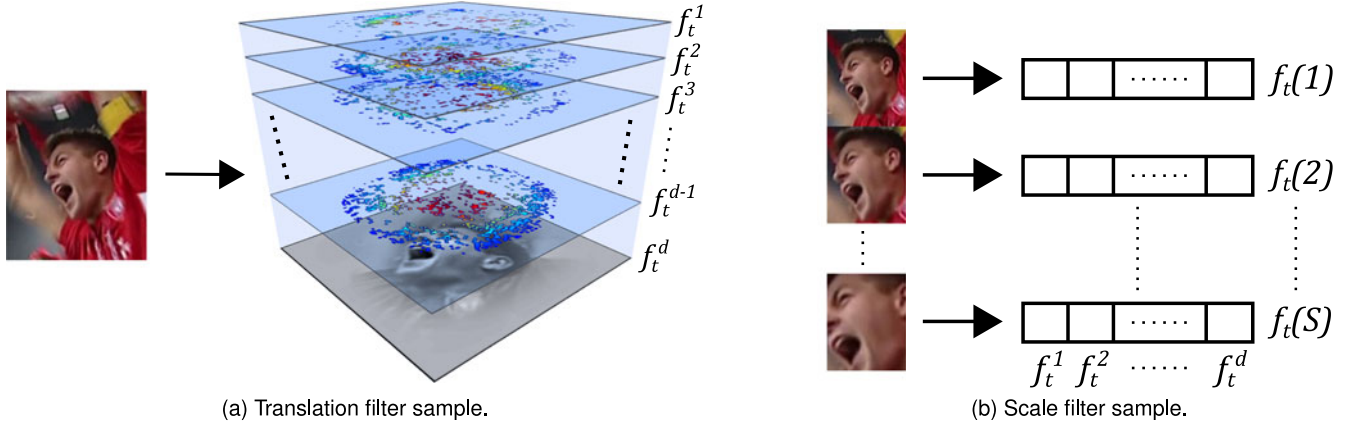 f_t^1
f_t^2
f_t^3
f_t^{d-1}
f_t^d
(a) Translation filter sample.
...... f_t(1)
...... f_t(2)
...... f_t(S)
f_t^1 f_t^2 ...... f_t^d
(b) Scale filter sample.